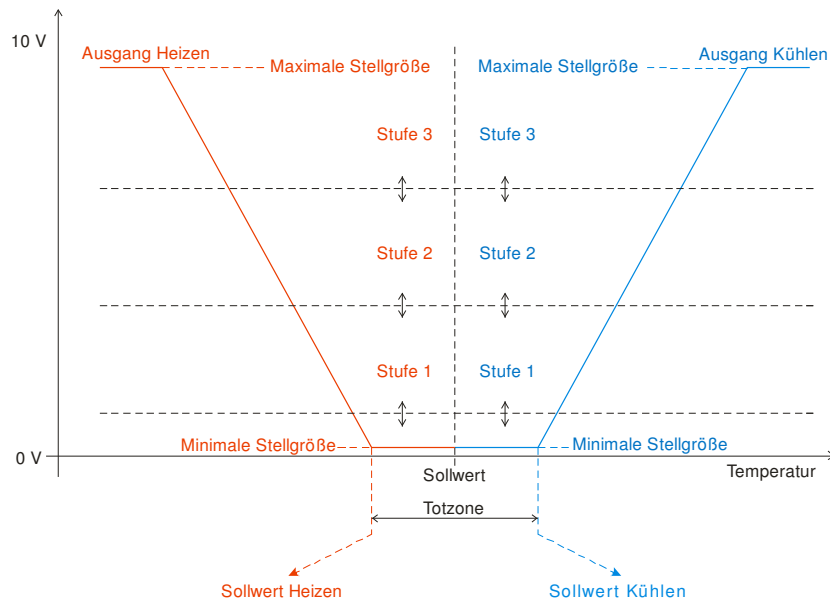 10 V
Ausgang Heizen
Ausgang Kühlen
Maximale Stellgröße
Maximale Stellgröße
Stufe 3
Stufe 3
Stufe 2
Stufe 2
Stufe 1
Stufe 1
Minimale Stellgröße
Minimale Stellgröße
0 V
Sollwert
Temperatur
Totzone
Sollwert Heizen
Sollwert Kühlen